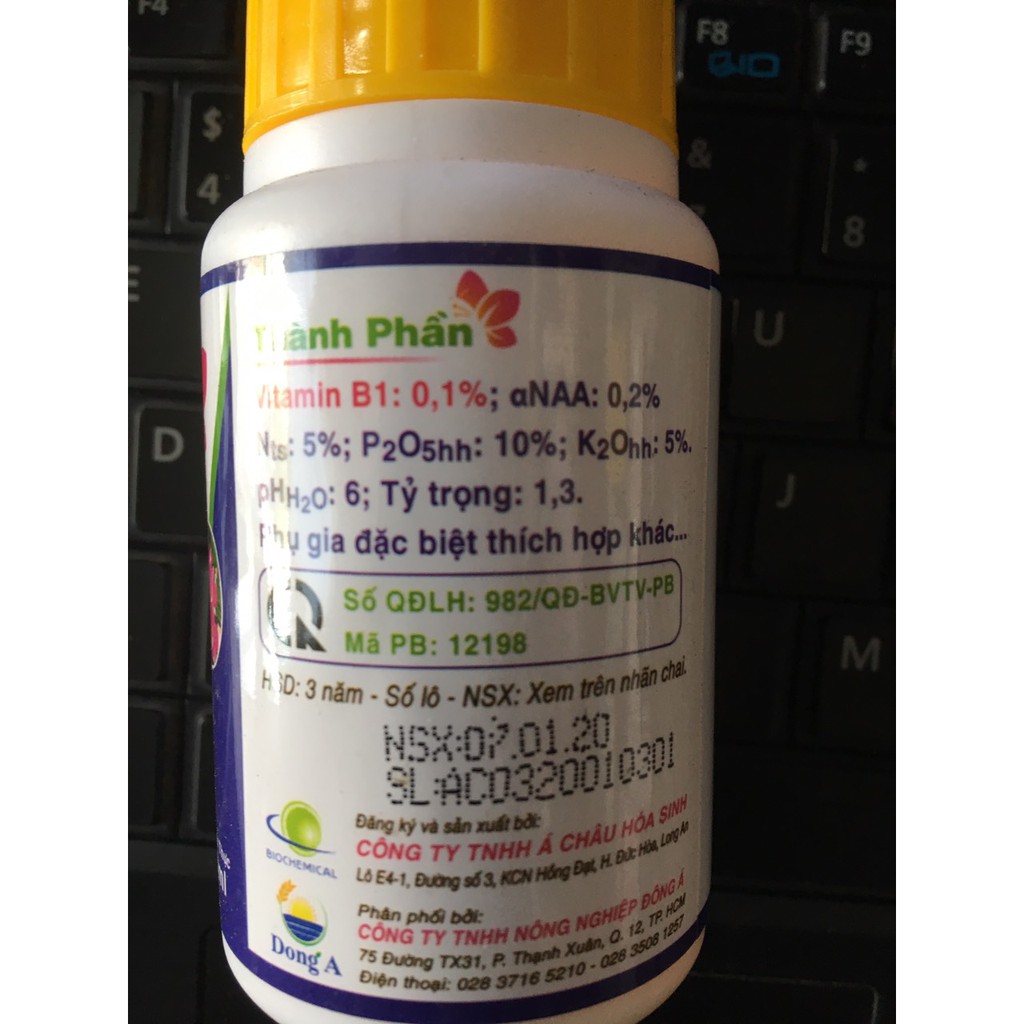 F4
F8
F9
$
4
&
*
8
U
D
J
M
Thành Phần
Vitamin B1: 0,1%; αNAA: 0,2%
Nts: 5%; P2O5hh: 10%; K2Ohh: 5%.
pHH2O: 6; Tỷ trọng: 1,3.
Phụ gia đặc biệt thích hợp khác...
Số QĐLH: 982/QĐ-BVTV-PB
Mã PB: 12198
HSD: 3 năm - Số lô - NSX: Xem trên nhãn chai.
NSX:07.01.20
SL:AC0320010301
Đăng ký và sản xuất bởi:
CÔNG TY TNHH Á CHÂU HÓA SINH
Lô E4-1, Đường số 3, KCN Hồng Đạt, H. Đức Hòa, Long An
BIOCHEMICAL
Phân phối bởi:
CÔNG TY TNHH NÔNG NGHIỆP ĐÔNG Á
75 Đường TX31, P. Thạnh Xuân, Q. 12, TP. HCM
Điện thoại: 028 3716 5210 - 028 3508 1257
Dong A